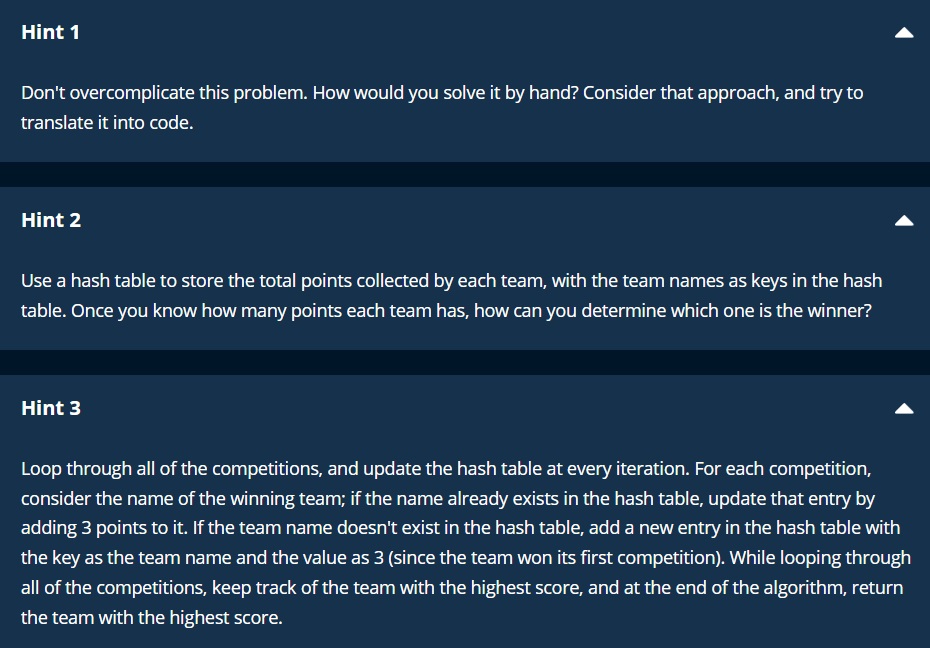 Hint 1
Don't overcomplicate this problem. How would you solve it by hand? Consider that approach, and try to
translate it into code.
Hint 2
Use a hash table to store the total points collected by each team, with the team names as keys in the hash
table. Once you know how many points each team has, how can you determine which one is the winner?
Hint 3
Loop through all of the competitions, and update the hash table at every iteration. For each competition,
consider the name of the winning team; if the name already exists in the hash table, update that entry by
adding 3 points to it. If the team name doesn't exist in the hash table, add a new entry in the hash table with
the key as the team name and the value as 3 (since the team won its first competition). While looping through
all of the competitions, keep track of the team with the highest score, and at the end of the algorithm, return
the team with the highest score.